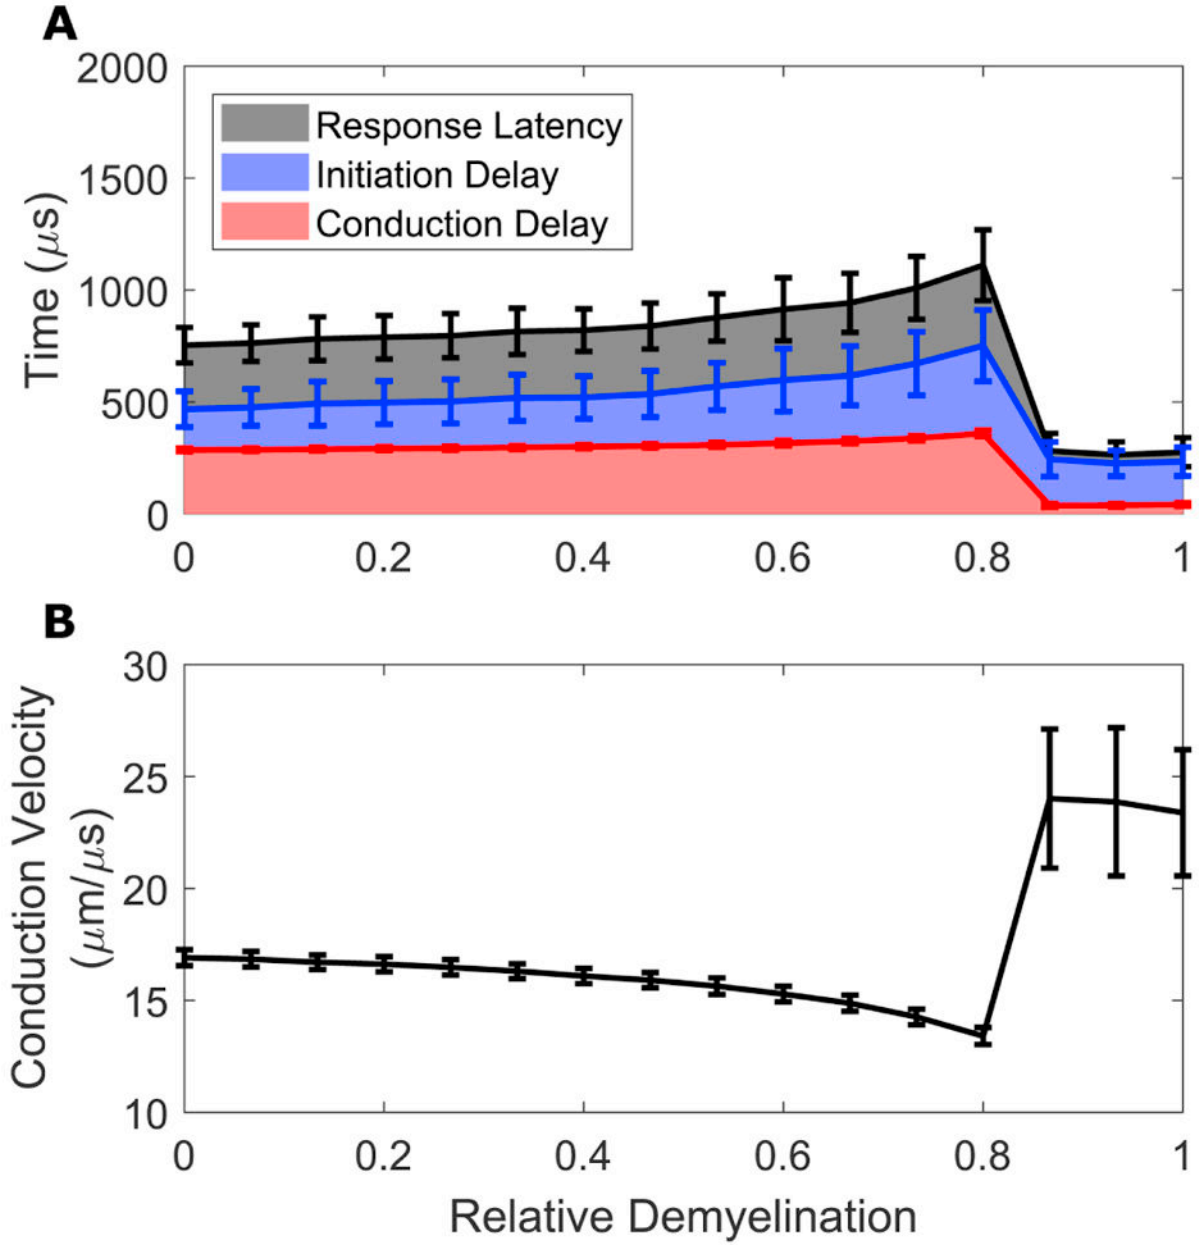 A
2000
1500
1000
500
0
Time (μs)
Response Latency
Initiation Delay
Conduction Delay
0 0.2 0.4 0.6 0.8 1
B
30
25
20
15
10
Conduction Velocity
(μm/μs)
0 0.2 0.4 0.6 0.8 1
Relative Demyelination